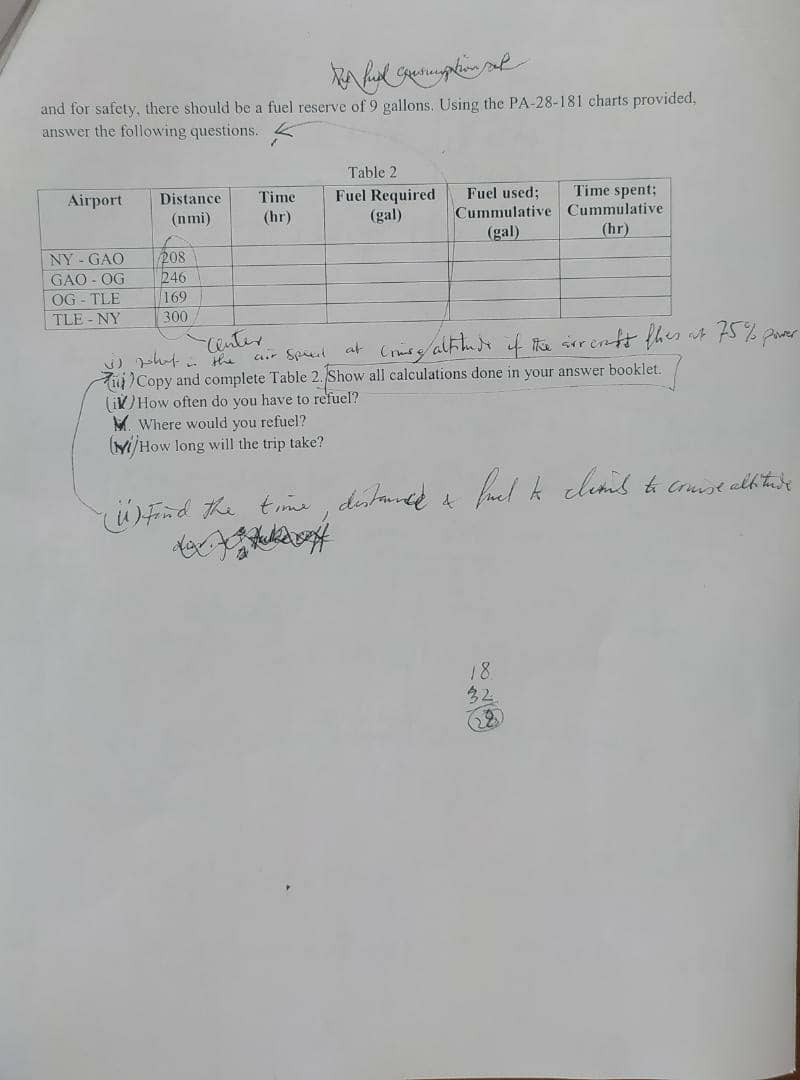 fuel consumption
and for safety, there should be a fuel reserve of 9 gallons. Using the PA-28-181 charts provided,
answer the following questions.
Table 2
Airport Distance (nmi) Time (hr) Fuel Required (gal) Fuel used; Cummulative (gal) Time spent; Cummulative (hr)
NY - GAO 208
GAO - OG 246
OG - TLE 169
TLE - NY 300
center
i) what is the air speed at cruise altitude if the aircraft flies at 75% power
iii) Copy and complete Table 2. Show all calculations done in your answer booklet.
(iv) How often do you have to refuel?
v. Where would you refuel?
(vi) How long will the trip take?
(ii) Find the time, distance & fuel to climb to cruise altitude
18
32